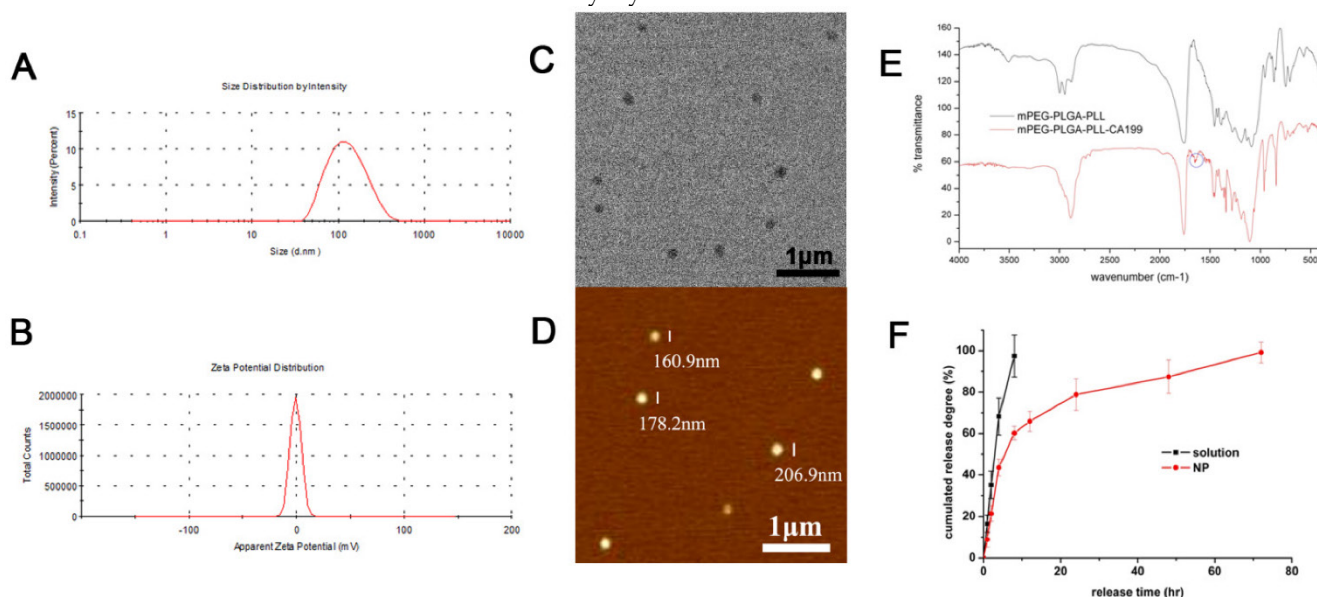 A
Size Distribution by Intensity
Intensity (Percent)
15
10
5
0
0.1 1 10 100 1000 10000
Size (d.nm)
B
Zeta Potential Distribution
Total Counts
2000000
1500000
1000000
500000
0
-100 0 100 200
Apparent Zeta Potential (mV)
C
1μm
D
160.9nm
178.2nm
206.9nm
1μm
E
% transmittance
160
140
120
100
80
60
40
20
0
mPEG-PLGA-PLL
mPEG-PLGA-PLL-CA199
4000 3500 3000 2500 2000 1500 1000 500
wavenumber (cm-1)
F
cumulated release degree (%)
100
80
60
40
20
0
solution
NP
0 20 40 60 80
release time (hr)